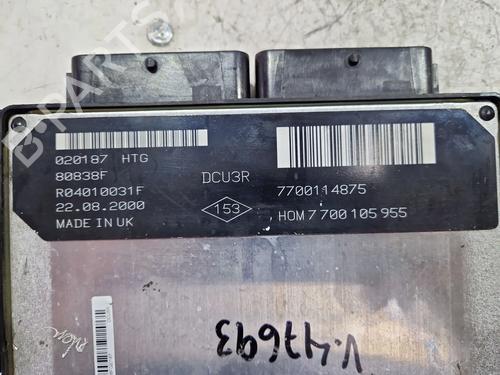 020187 HTG
80838F
R04010031F
22.08.2000
MADE IN UK
DCU3R
153
7700114875
HOM 7 700 105 955
V.47693
B-PARTS